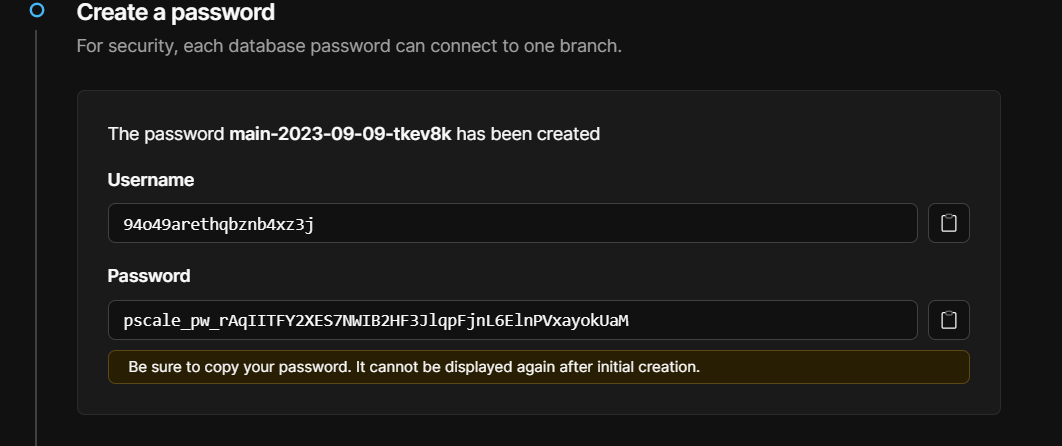 Create a password
For security, each database password can connect to one branch.
The password main-2023-09-09-tkev8k has been created
Username
94o49arethqbznb4xz3j
Password
pscale_pw_rAqIITFY2XES7NWIB2HF3JlqpFjnL6ElnPVxayokUaM
Be sure to copy your password. It cannot be displayed again after initial creation.